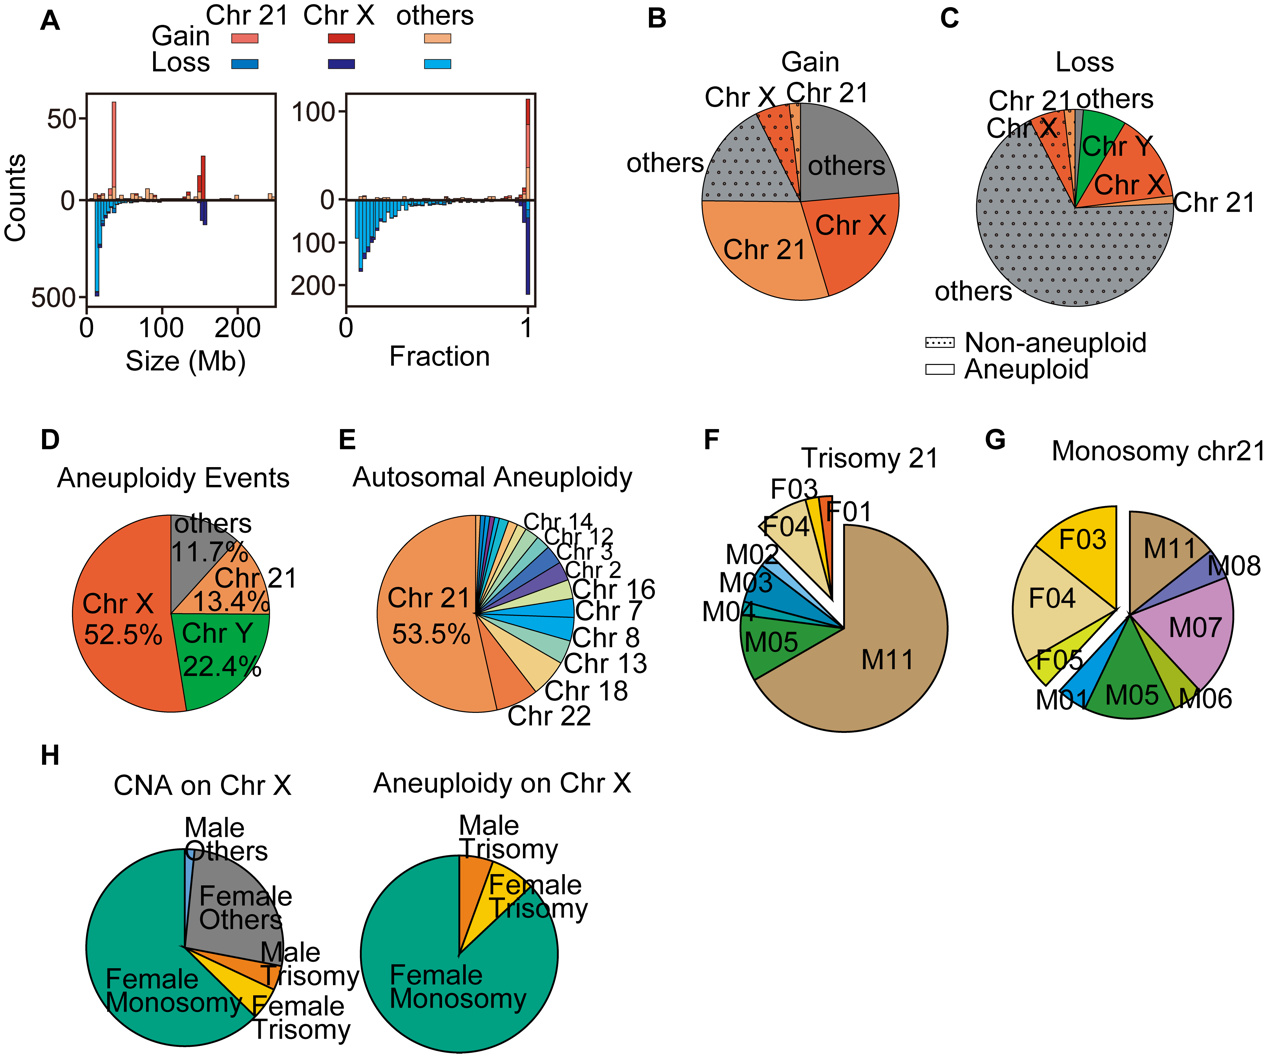 A
Chr 21 Chr X others
Gain
Loss
50
0
500
Counts
0 100 200
Size (Mb)
100
0
100
200
0 1
Fraction
B
Gain
Chr X Chr 21
others
others
Chr X
Chr 21
C
Loss
Chr 21 others
Chr X
Chr Y
Chr X
Chr 21
others
Non-aneuploid
Aneuploid
D
Aneuploidy Events
others
11.7%
Chr 21
13.4%
Chr X
52.5%
Chr Y
22.4%
E
Autosomal Aneuploidy
Chr 14
Chr 12
Chr 3
Chr 2
Chr 16
Chr 7
Chr 8
Chr 13
Chr 18
Chr 22
Chr 21
53.5%
F
Trisomy 21
F03
F01
F04
M02
M03
M04
M05
M11
G
Monosomy chr21
F03
M11
M08
F04
M07
F05
M01
M05
M06
H
CNA on Chr X
Male
Others
Female
Others
Male
Trisomy
Female
Monosomy
Female
Trisomy
Aneuploidy on Chr X
Male
Trisomy
Female
Trisomy
Female
Monosomy